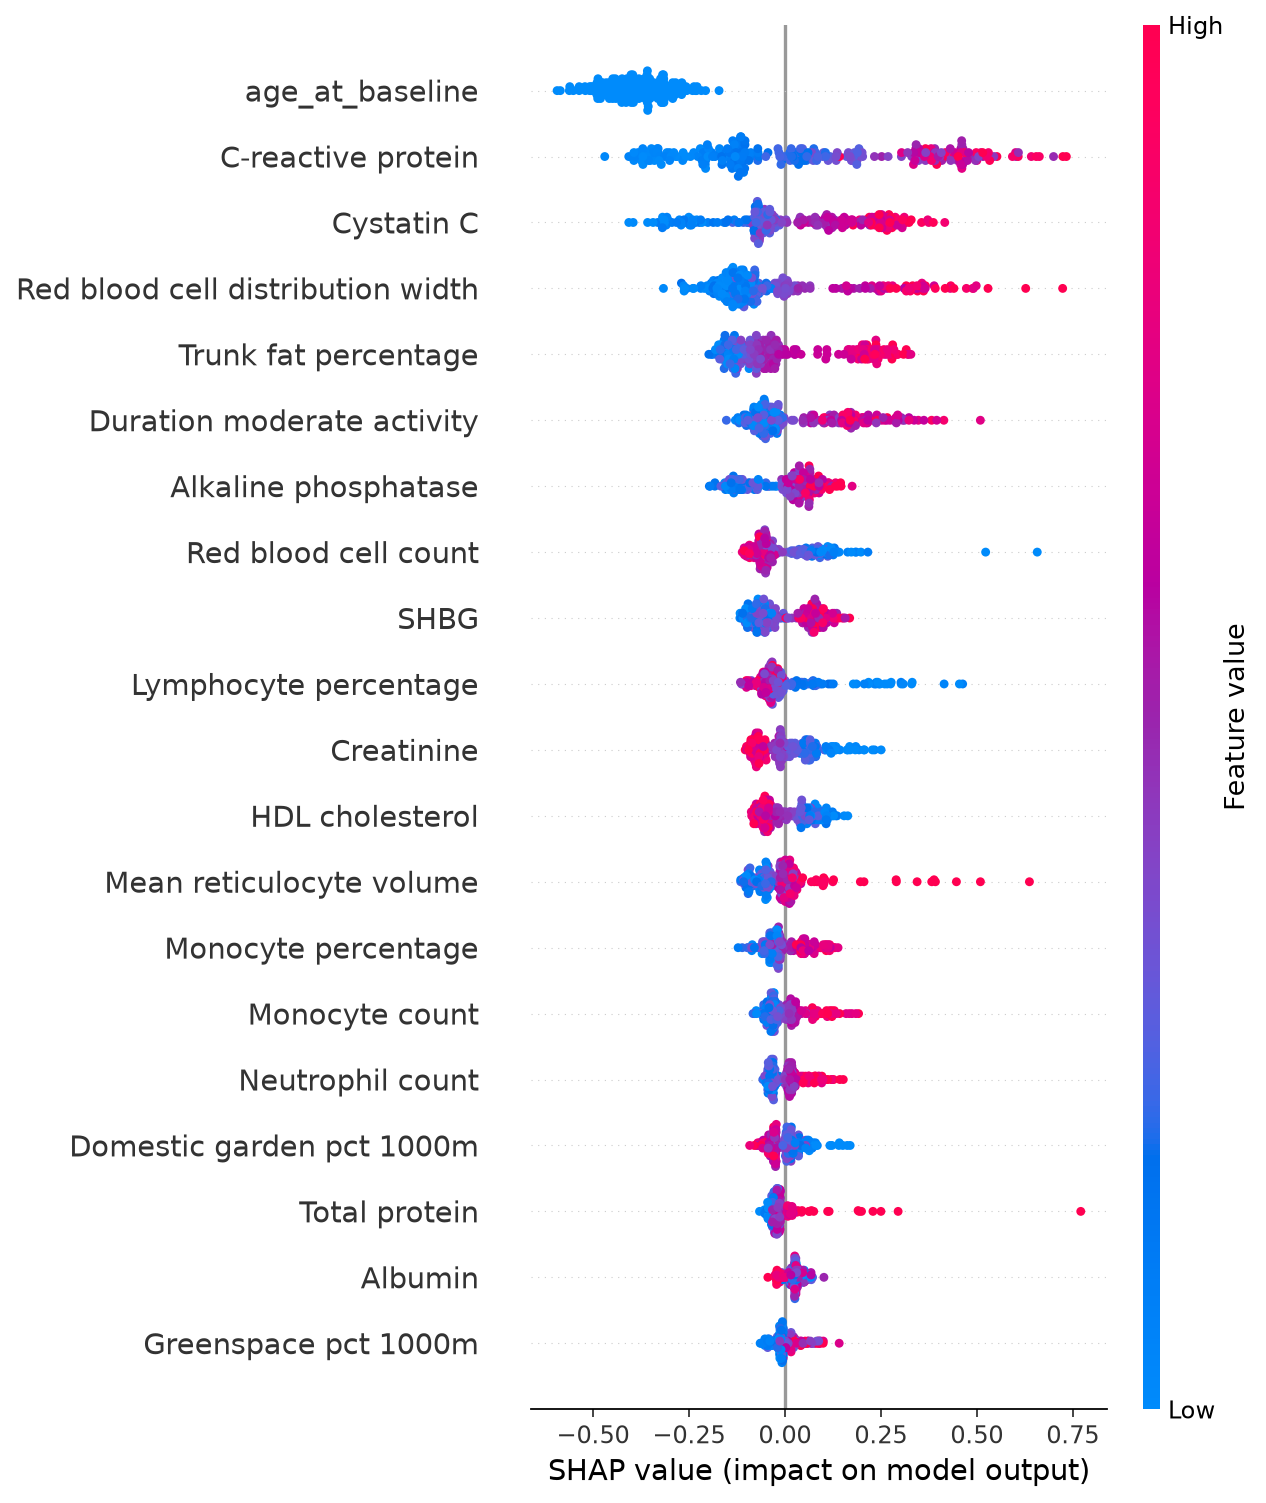 High
age_at_baseline
C-reactive protein
Cystatin C
Red blood cell distribution width
Trunk fat percentage
Duration moderate activity
Alkaline phosphatase
Red blood cell count
SHBG
Lymphocyte percentage
Creatinine
HDL cholesterol
Mean reticulocyte volume
Monocyte percentage
Monocyte count
Neutrophil count
Domestic garden pct 1000m
Total protein
Albumin
Greenspace pct 1000m
Feature value
Low
−0.50 −0.25 0.00 0.25 0.50 0.75
SHAP value (impact on model output)